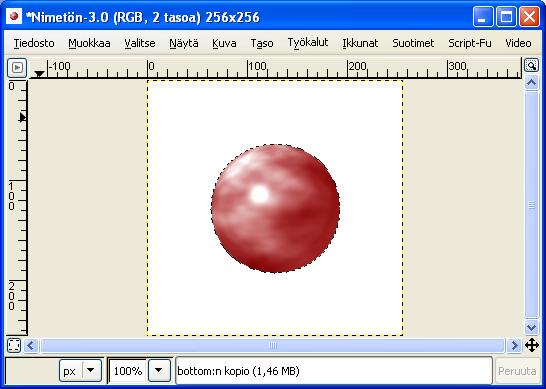 *Nimetön-3.0 (RGB, 2 tasoa) 256x256
Tiedosto Muokkaa Valitse Näytä Kuva Taso Työkalut Ikkunat Suotimet Script-Fu Video
-100 0 100 200 300
0
100
200
px 100% bottom:n kopio (1,46 MB) Peruuta